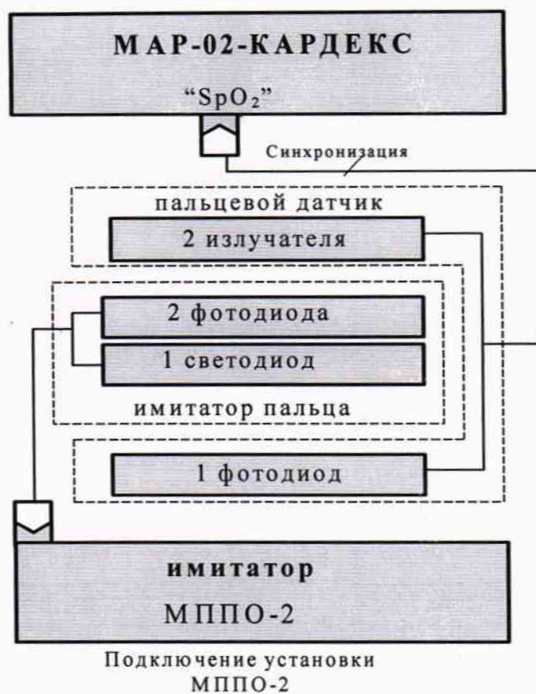 МАР-02-КАРДЕКС
“SpO₂”
Синхронизация
пальцевой датчик
2 излучателя
2 фотодиода
1 светодиод
имитатор пальца
1 фотодиод
имитатор
МППО-2
Подключение установки
МППО-2